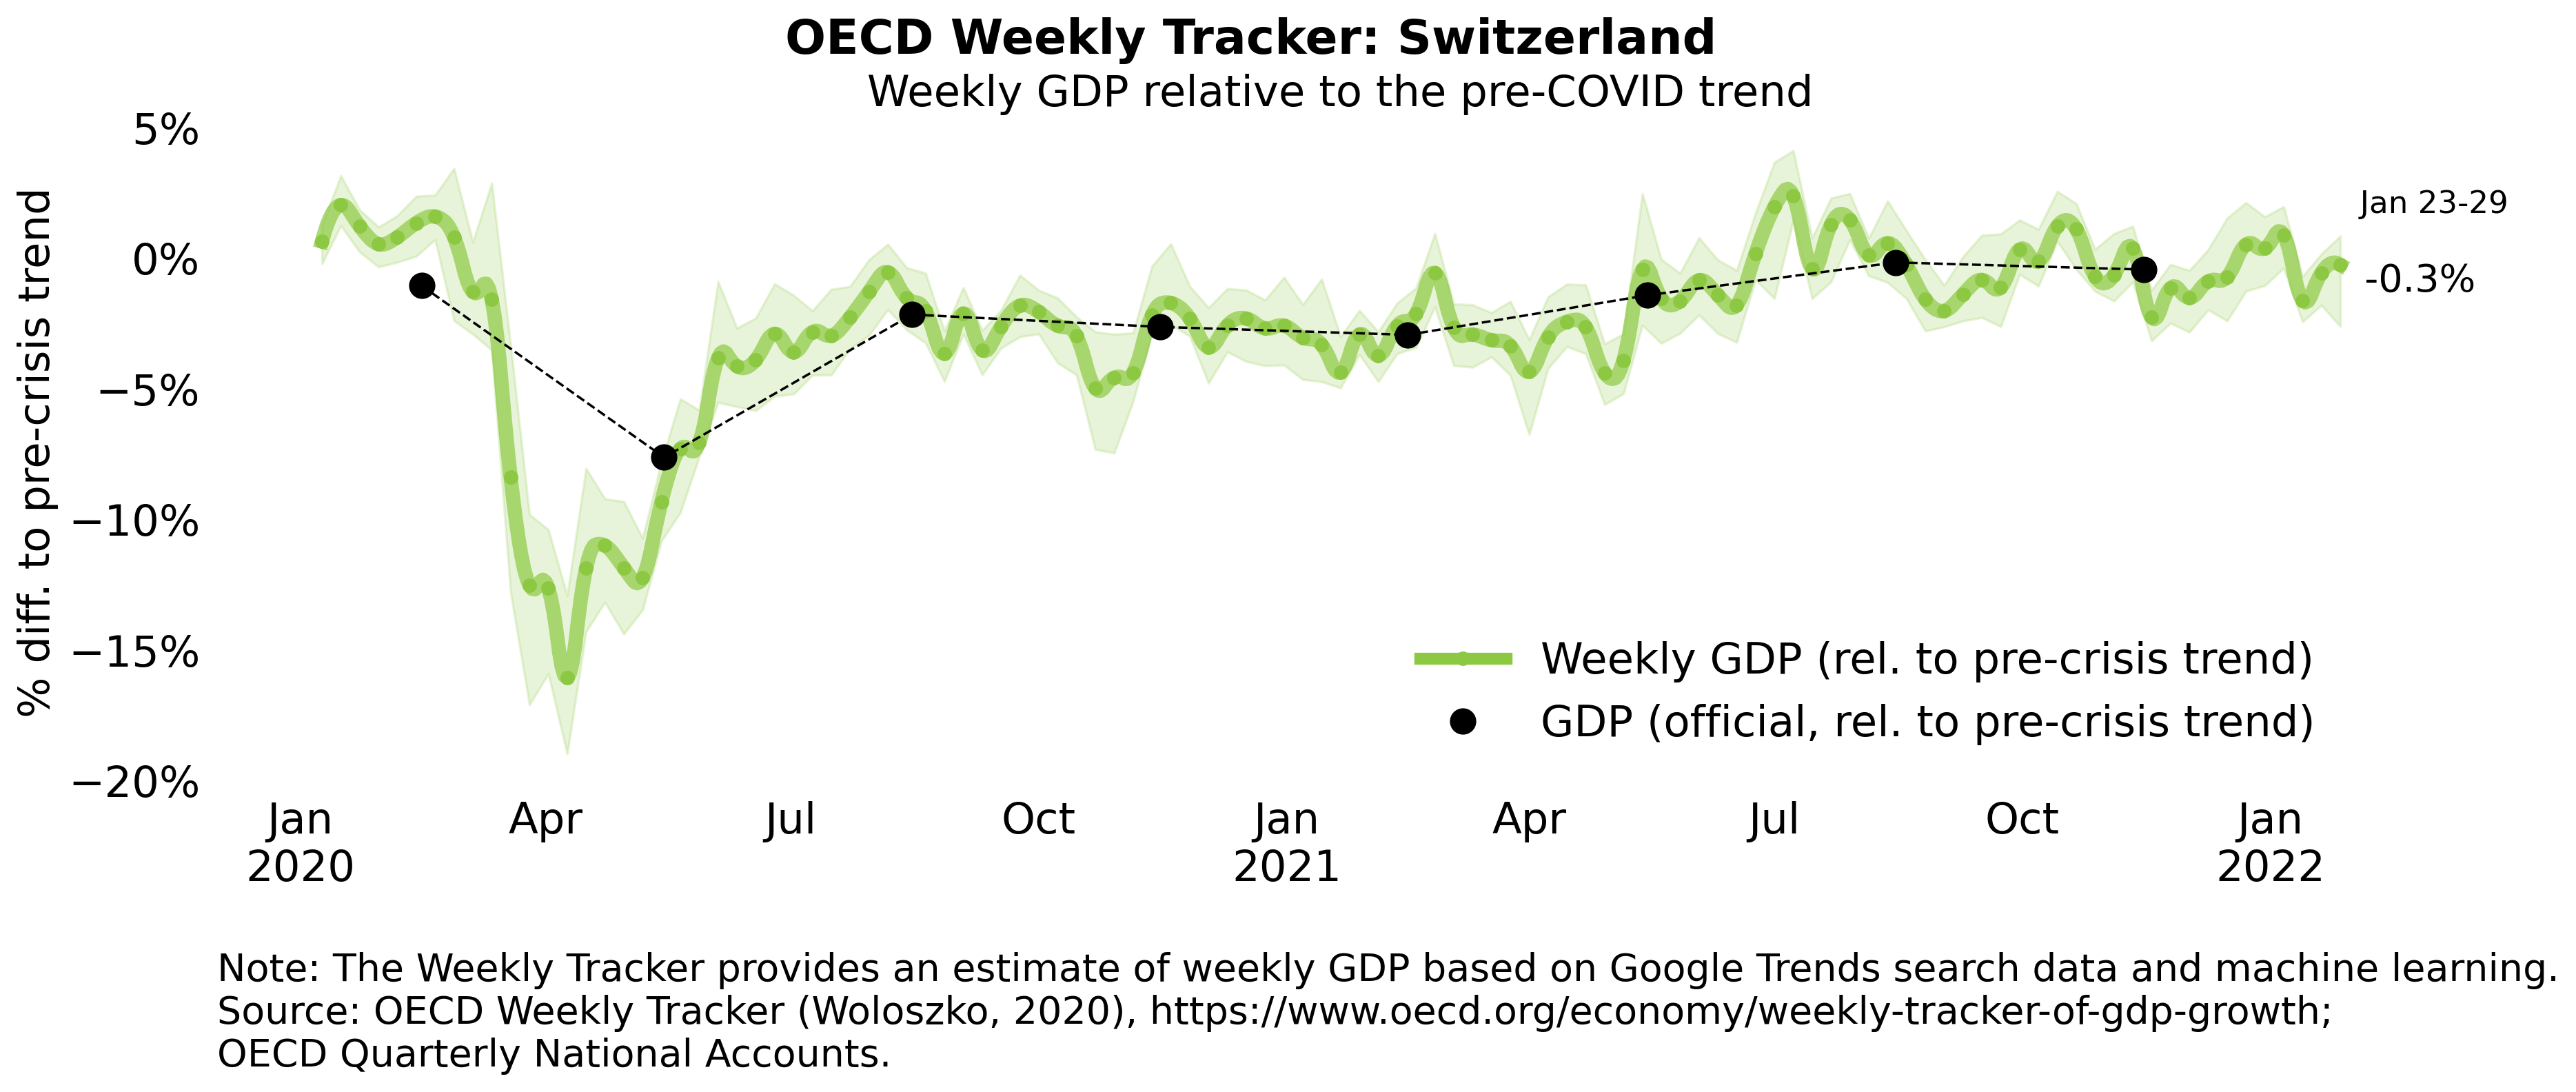 OECD Weekly Tracker: Switzerland
Weekly GDP relative to the pre-COVID trend
% diff. to pre-crisis trend
5%
0%
−5%
−10%
−15%
−20%
Jan 23-29
-0.3%
Weekly GDP (rel. to pre-crisis trend)
GDP (official, rel. to pre-crisis trend)
Jan Apr Jul Oct Jan Apr Jul Oct Jan
2020 2021 2022
Note: The Weekly Tracker provides an estimate of weekly GDP based on Google Trends search data and machine learning.
Source: OECD Weekly Tracker (Woloszko, 2020), https://www.oecd.org/economy/weekly-tracker-of-gdp-growth;
OECD Quarterly National Accounts.